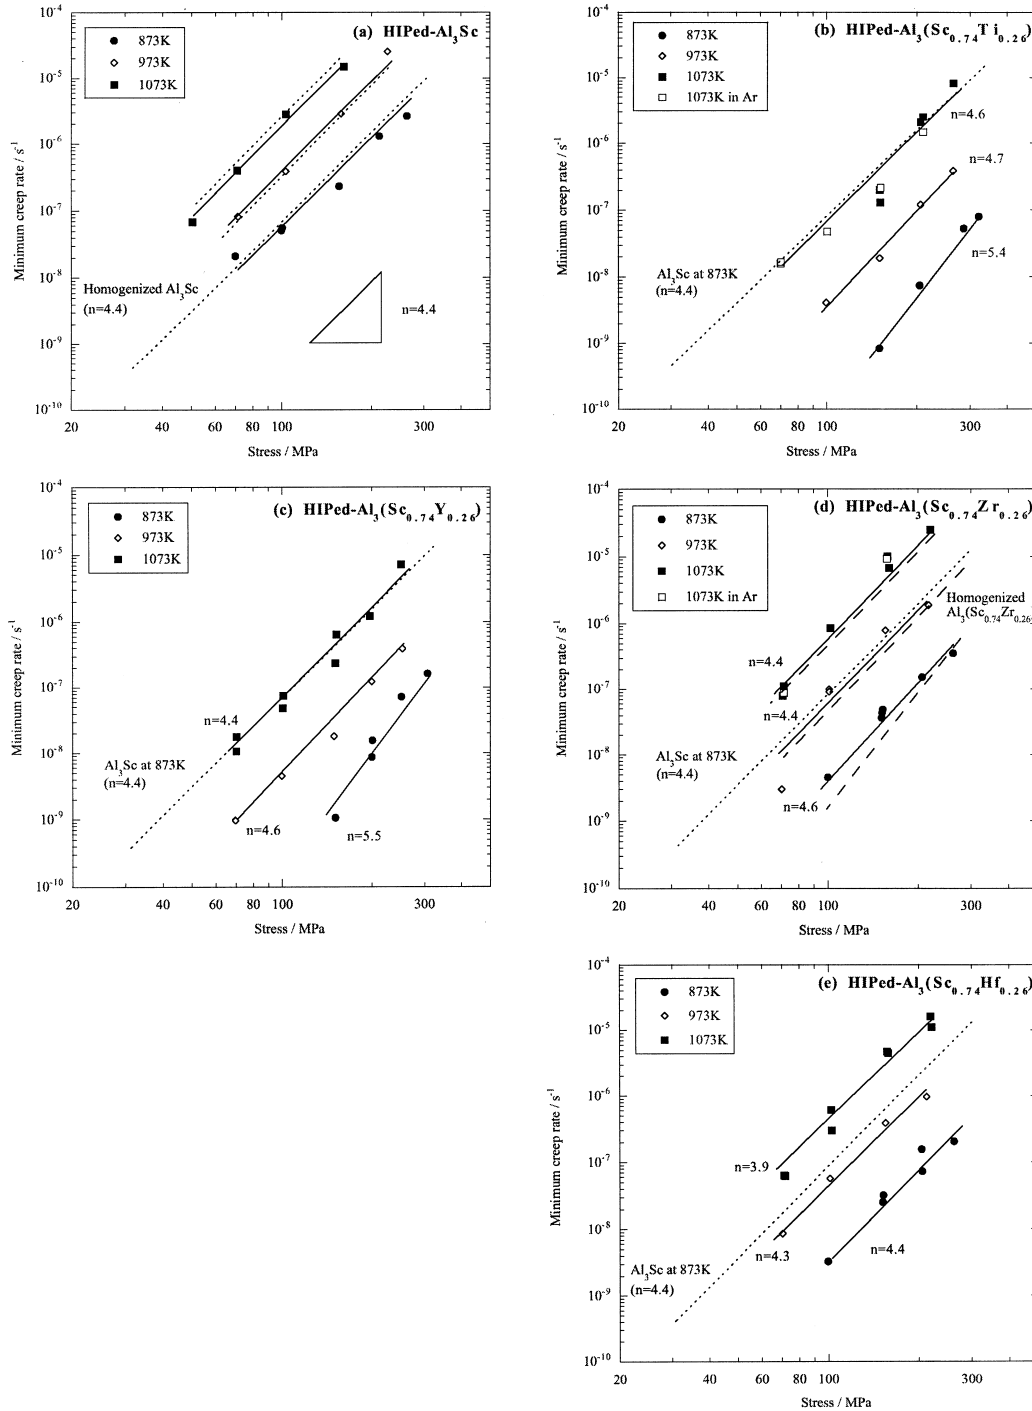 (a) HIPed-Al₃Sc
873K
973K
1073K
10⁻⁴
10⁻⁵
10⁻⁶
10⁻⁷
10⁻⁸
10⁻⁹
10⁻¹⁰
Minimum creep rate / s⁻¹
Homogenized Al₃Sc
(n=4.4)
n=4.4
20
40
60
80
100
300
Stress / MPa
(b) HIPed-Al₃(Sc₀.₇₄Ti₀.₂₆)
873K
973K
1073K
1073K in Ar
10⁻⁴
10⁻⁵
10⁻⁶
10⁻⁷
10⁻⁸
10⁻⁹
10⁻¹⁰
Minimum creep rate / s⁻¹
n=4.6
n=4.7
n=5.4
Al₃Sc at 873K
(n=4.4)
20
40
60
80
100
300
Stress / MPa
(c) HIPed-Al₃(Sc₀.₇₄Y₀.₂₆)
873K
973K
1073K
10⁻⁴
10⁻⁵
10⁻⁶
10⁻⁷
10⁻⁸
10⁻⁹
10⁻¹⁰
Minimum creep rate / s⁻¹
n=4.4
Al₃Sc at 873K
(n=4.4)
n=4.6
n=5.5
20
40
60
80
100
300
Stress / MPa
(d) HIPed-Al₃(Sc₀.₇₄Zr₀.₂₆)
873K
973K
1073K
1073K in Ar
10⁻⁴
10⁻⁵
10⁻⁶
10⁻⁷
10⁻⁸
10⁻⁹
10⁻¹⁰
Minimum creep rate / s⁻¹
Homogenized
Al₃(Sc₀.₇₄Zr₀.₂₆)
n=4.4
n=4.4
Al₃Sc at 873K
(n=4.4)
n=4.6
20
40
60
80
100
300
Stress / MPa
(e) HIPed-Al₃(Sc₀.₇₄Hf₀.₂₆)
873K
973K
1073K
10⁻⁴
10⁻⁵
10⁻⁶
10⁻⁷
10⁻⁸
10⁻⁹
10⁻¹⁰
Minimum creep rate / s⁻¹
n=3.9
n=4.3
n=4.4
Al₃Sc at 873K
(n=4.4)
20
40
60
80
100
300
Stress / MPa